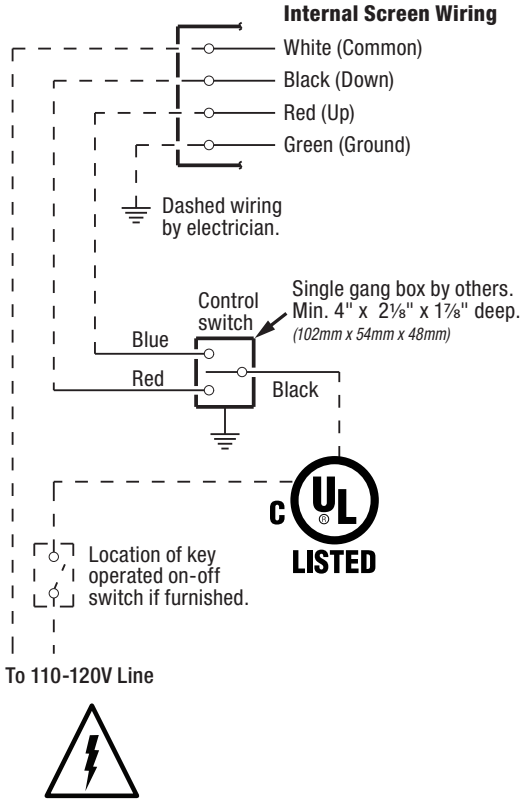 Internal Screen Wiring
White (Common)
Black (Down)
Red (Up)
Green (Ground)
Dashed wiring
by electrician.
Single gang box by others.
Min. 4" x 2⅛" x 1⅞" deep.
(102mm x 54mm x 48mm)
Control
switch
Blue
Red
Black
C UL ®
LISTED
Location of key
operated on-off
switch if furnished.
To 110-120V Line